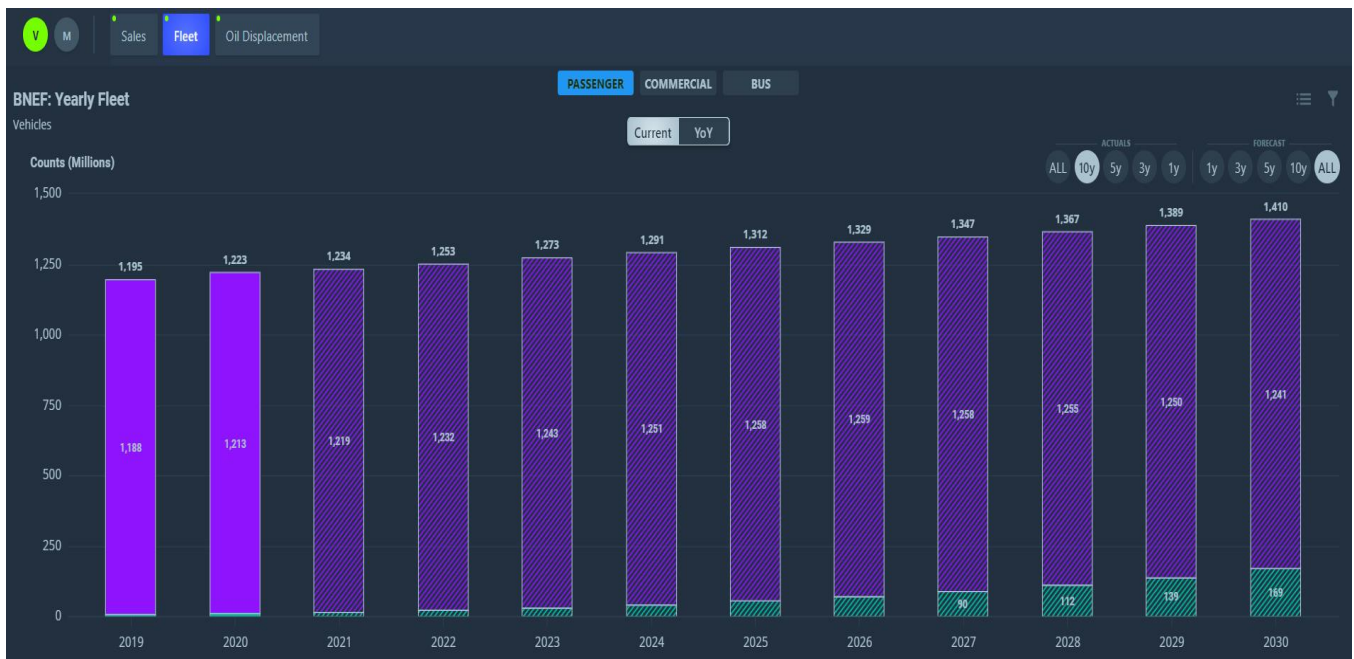 V M Sales Fleet Oil Displacement
PASSENGER COMMERCIAL BUS
BNEF: Yearly Fleet
Vehicles
Current YoY
ACTUALS FORECAST
Counts (Millions)
ALL 10y 5y 3y 1y 1y 3y 5y 10y ALL
1,500
1,410
1,389
1,367
1,347
1,329
1,312
1,291
1,273
1,253
1,234
1,223
1,195
1,250
1,000
750
1,188 1,213 1,219 1,232 1,243 1,251 1,258 1,259 1,258 1,255 1,250 1,241
500
250
90 112 139 169
0
2019 2020 2021 2022 2023 2024 2025 2026 2027 2028 2029 2030